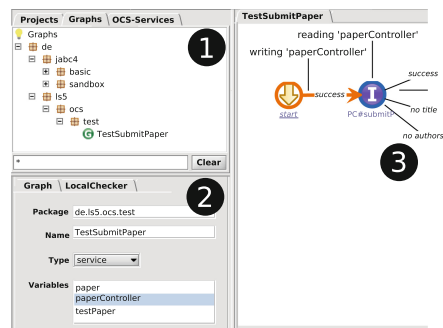 Projects Graphs OCS-Services
Graphs
de
jabc4
basic
sandbox
ls5
ocs
test
G TestSubmitPaper
1
* Clear
Graph LocalChecker
2
Package de.ls5.ocs.test
Name TestSubmitPaper
Type service
Variables paper
paperController
testPaper
TestSubmitPaper
reading 'paperController'
writing 'paperController'
success
success
I
start
PC#submitP
no title
no authors
3